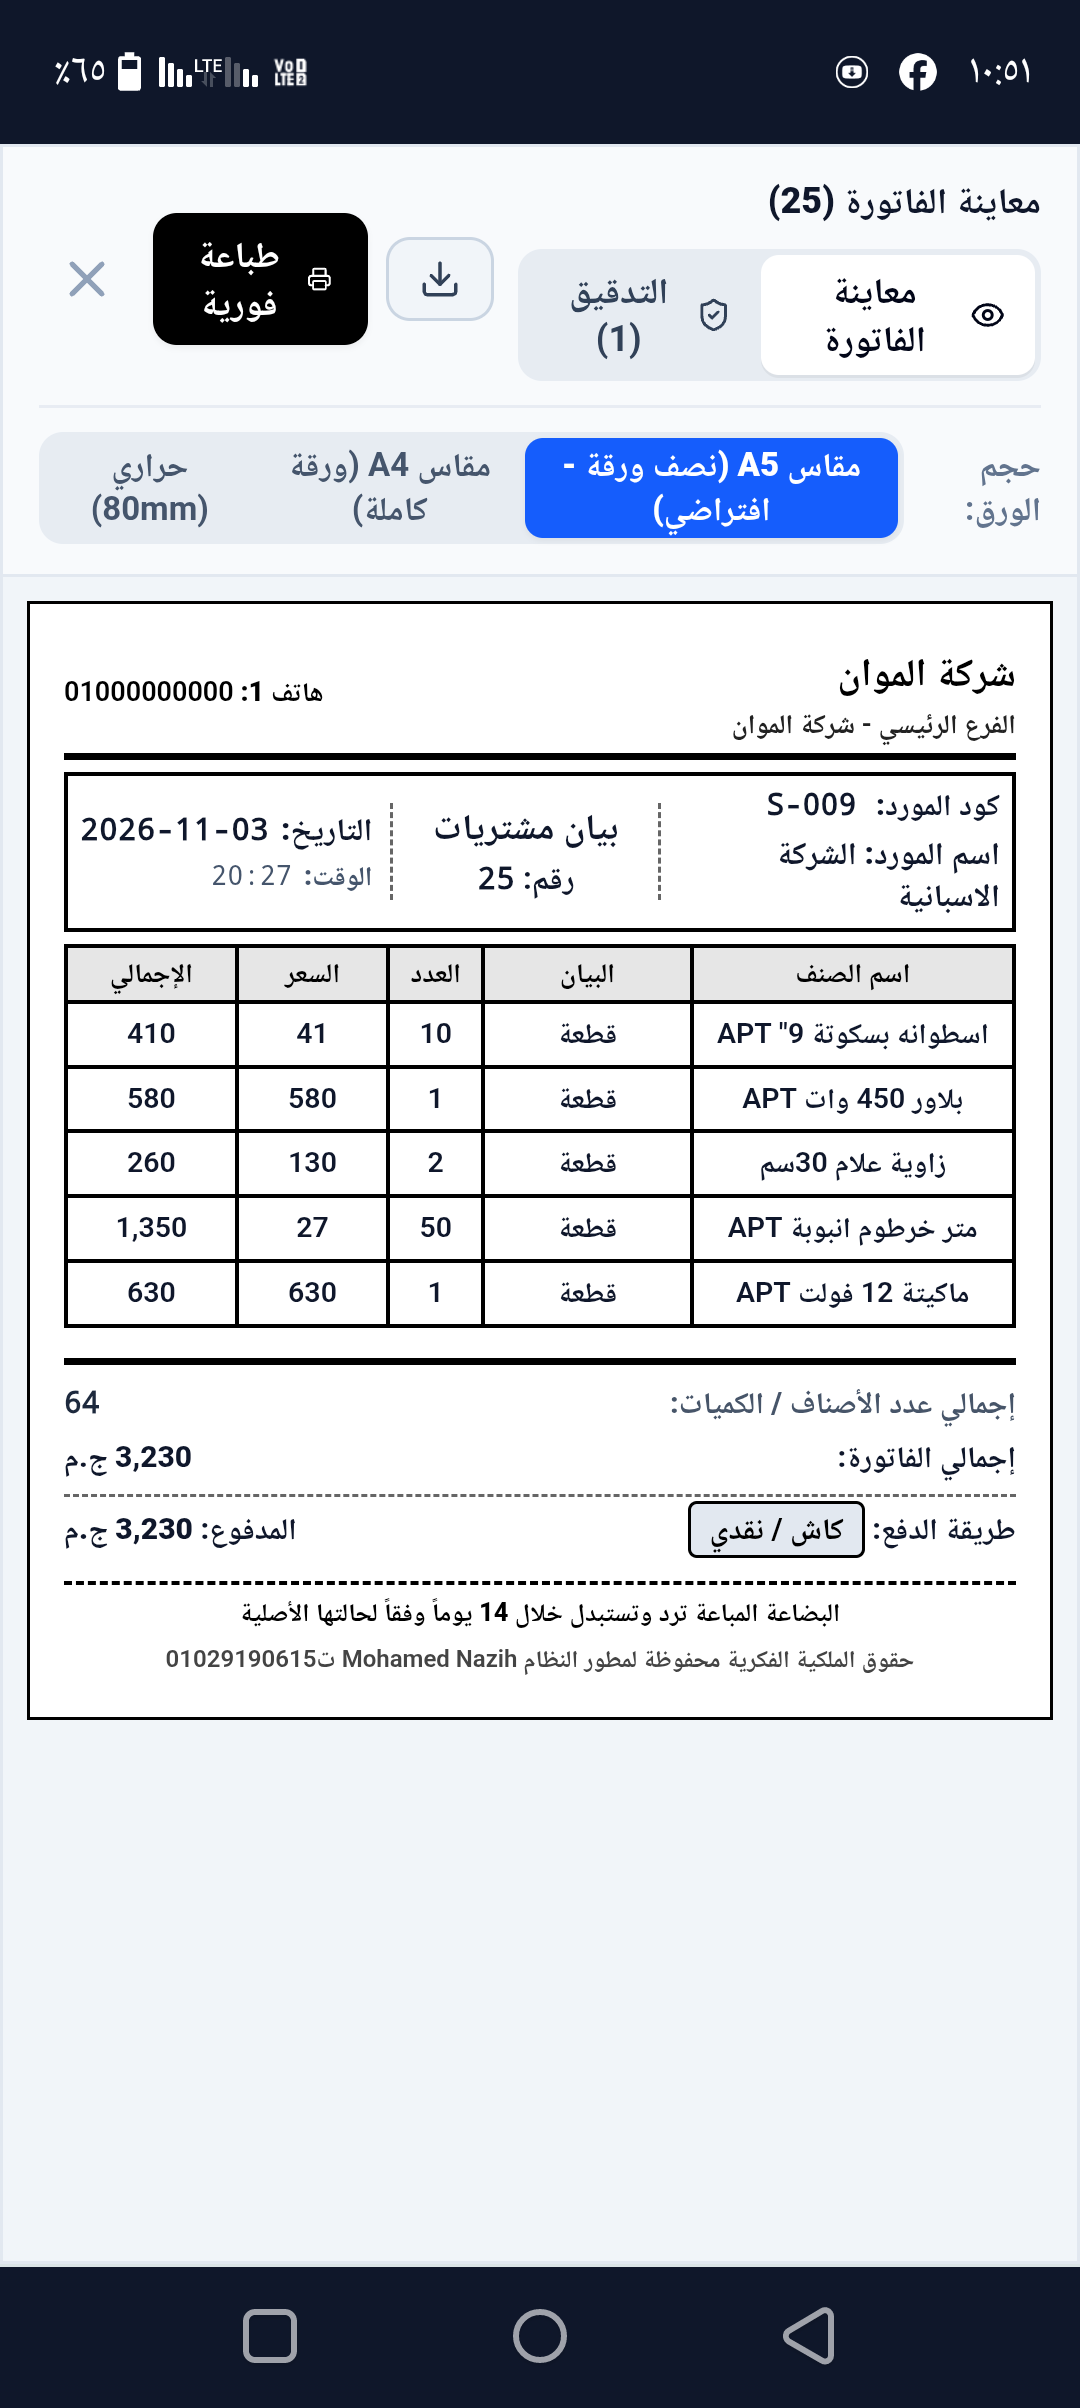 ١٠:٥١
LTE
Vo LTE 2
٪٦٥
معاينة الفاتورة (25)
معاينة الفاتورة
التدقيق (1)
طباعة فورية
حجم الورق:
مقاس A5 (نصف ورقة - افتراضي)
مقاس A4 (ورقة كاملة)
حراري (80mm)
شركة الموان
هاتف 1: 01000000000
الفرع الرئيسي - شركة الموان
كود المورد: S-009
اسم المورد: الشركة الاسبانية
بيان مشتريات
رقم: 25
التاريخ: 2026-11-03
الوقت: 20:27
اسم الصنف البيان العدد السعر الإجمالي
اسطوانه بسكوتة 9" APT قطعة 10 41 410
بلاور 450 وات APT قطعة 1 580 580
زاوية علام 30سم قطعة 2 130 260
متر خرطوم انبوبة APT قطعة 50 27 1,350
ماكيتة 12 فولت APT قطعة 1 630 630
إجمالي عدد الأصناف / الكميات: 64
إجمالي الفاتورة: 3,230 ج.م
طريقة الدفع: كاش / نقدي المدفوع: 3,230 ج.م
البضاعة المباعة ترد وتستبدل خلال 14 يوماً وفقاً لحالتها الأصلية
حقوق الملكية الفكرية محفوظة لمطور النظام Mohamed Nazih ت01029190615